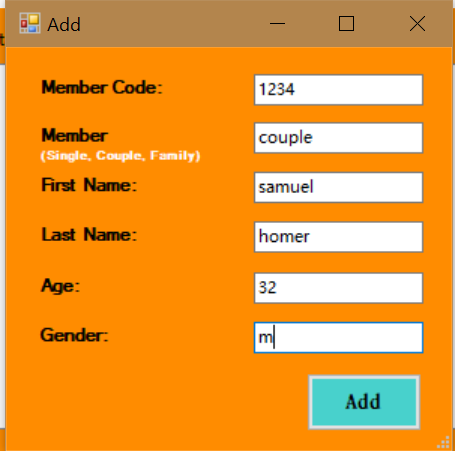 Add
Member Code: 1234
Member couple
(Single, Couple, Family)
First Name: samuel
Last Name: homer
Age: 32
Gender: m
Add